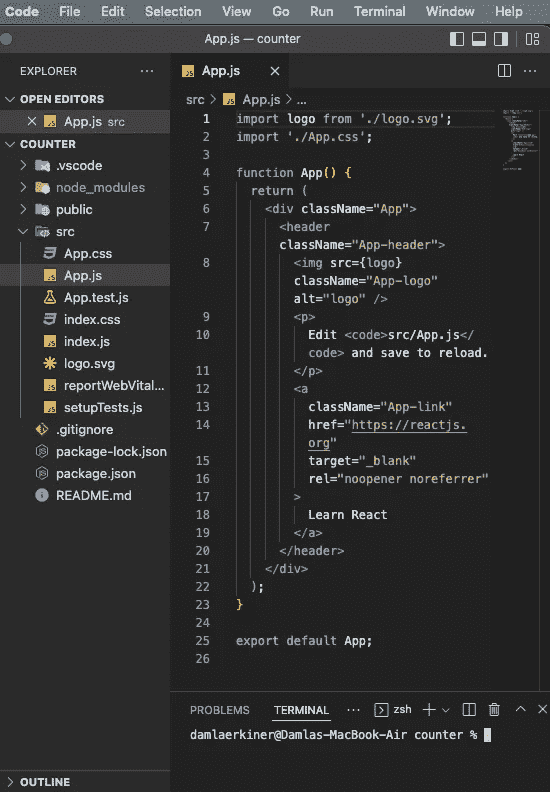 Code File Edit Selection View Go Run Terminal Window Help
App.js — counter
EXPLORER
OPEN EDITORS
App.js src
COUNTER
.vscode
node_modules
public
src
App.css
App.js
App.test.js
index.css
index.js
logo.svg
reportWebVital...
setupTests.js
.gitignore
package-lock.json
package.json
README.md
OUTLINE
App.js
src > App.js > ...
1 import logo from './logo.svg';
2 import './App.css';
3
4 function App() {
5 return (
6 <div className="App">
7 <header
className="App-header">
8 <img src={logo}
className="App-logo"
alt="logo" />
9 <p>
10 Edit <code>src/App.js</
code> and save to reload.
11 </p>
12 <a
13 className="App-link"
14 href="https://reactjs.
org"
15 target="_blank"
16 rel="noopener noreferrer"
17 >
18 Learn React
19 </a>
20 </header>
21 </div>
22 );
23 }
24
25 export default App;
26
PROBLEMS TERMINAL ... zsh
damlaerkiner@Damlas-MacBook-Air counter %